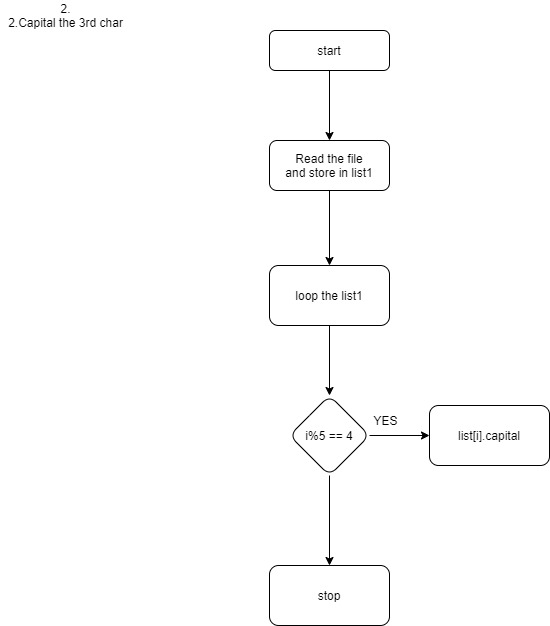 2.
2.Capital the 3rd char
start
Read the file
and store in list1
loop the list1
i%5 == 4
YES
list[i].capital
stop